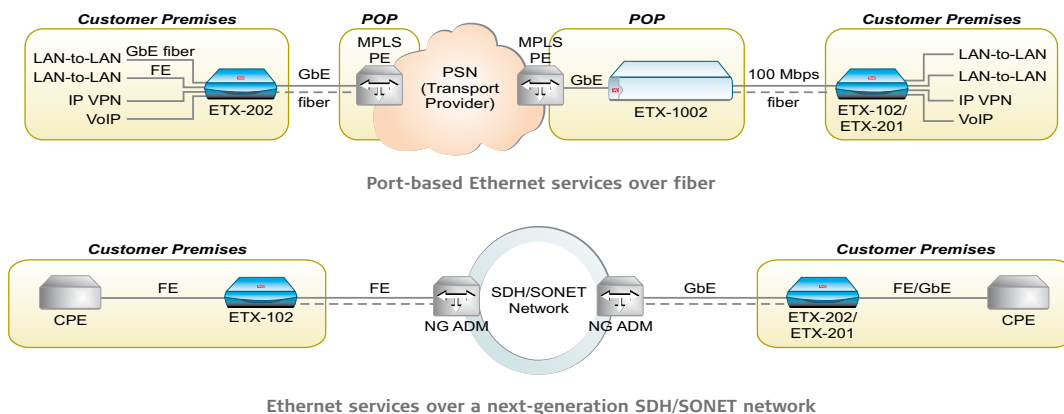 Customer Premises
POP
POP
Customer Premises
LAN-to-LAN
GbE fiber
LAN-to-LAN
FE
IP VPN
VoIP
ETX-202
GbE
fiber
MPLS
PE
PSN
(Transport
Provider)
MPLS
PE
GbE
ETX-1002
100 Mbps
fiber
ETX-102/
ETX-201
LAN-to-LAN
LAN-to-LAN
IP VPN
VoIP
Port-based Ethernet services over fiber
Customer Premises
Customer Premises
CPE
FE
ETX-102
FE
NG ADM
SDH/SONET
Network
NG ADM
GbE
ETX-202/
ETX-201
FE/GbE
CPE
Ethernet services over a next-generation SDH/SONET network